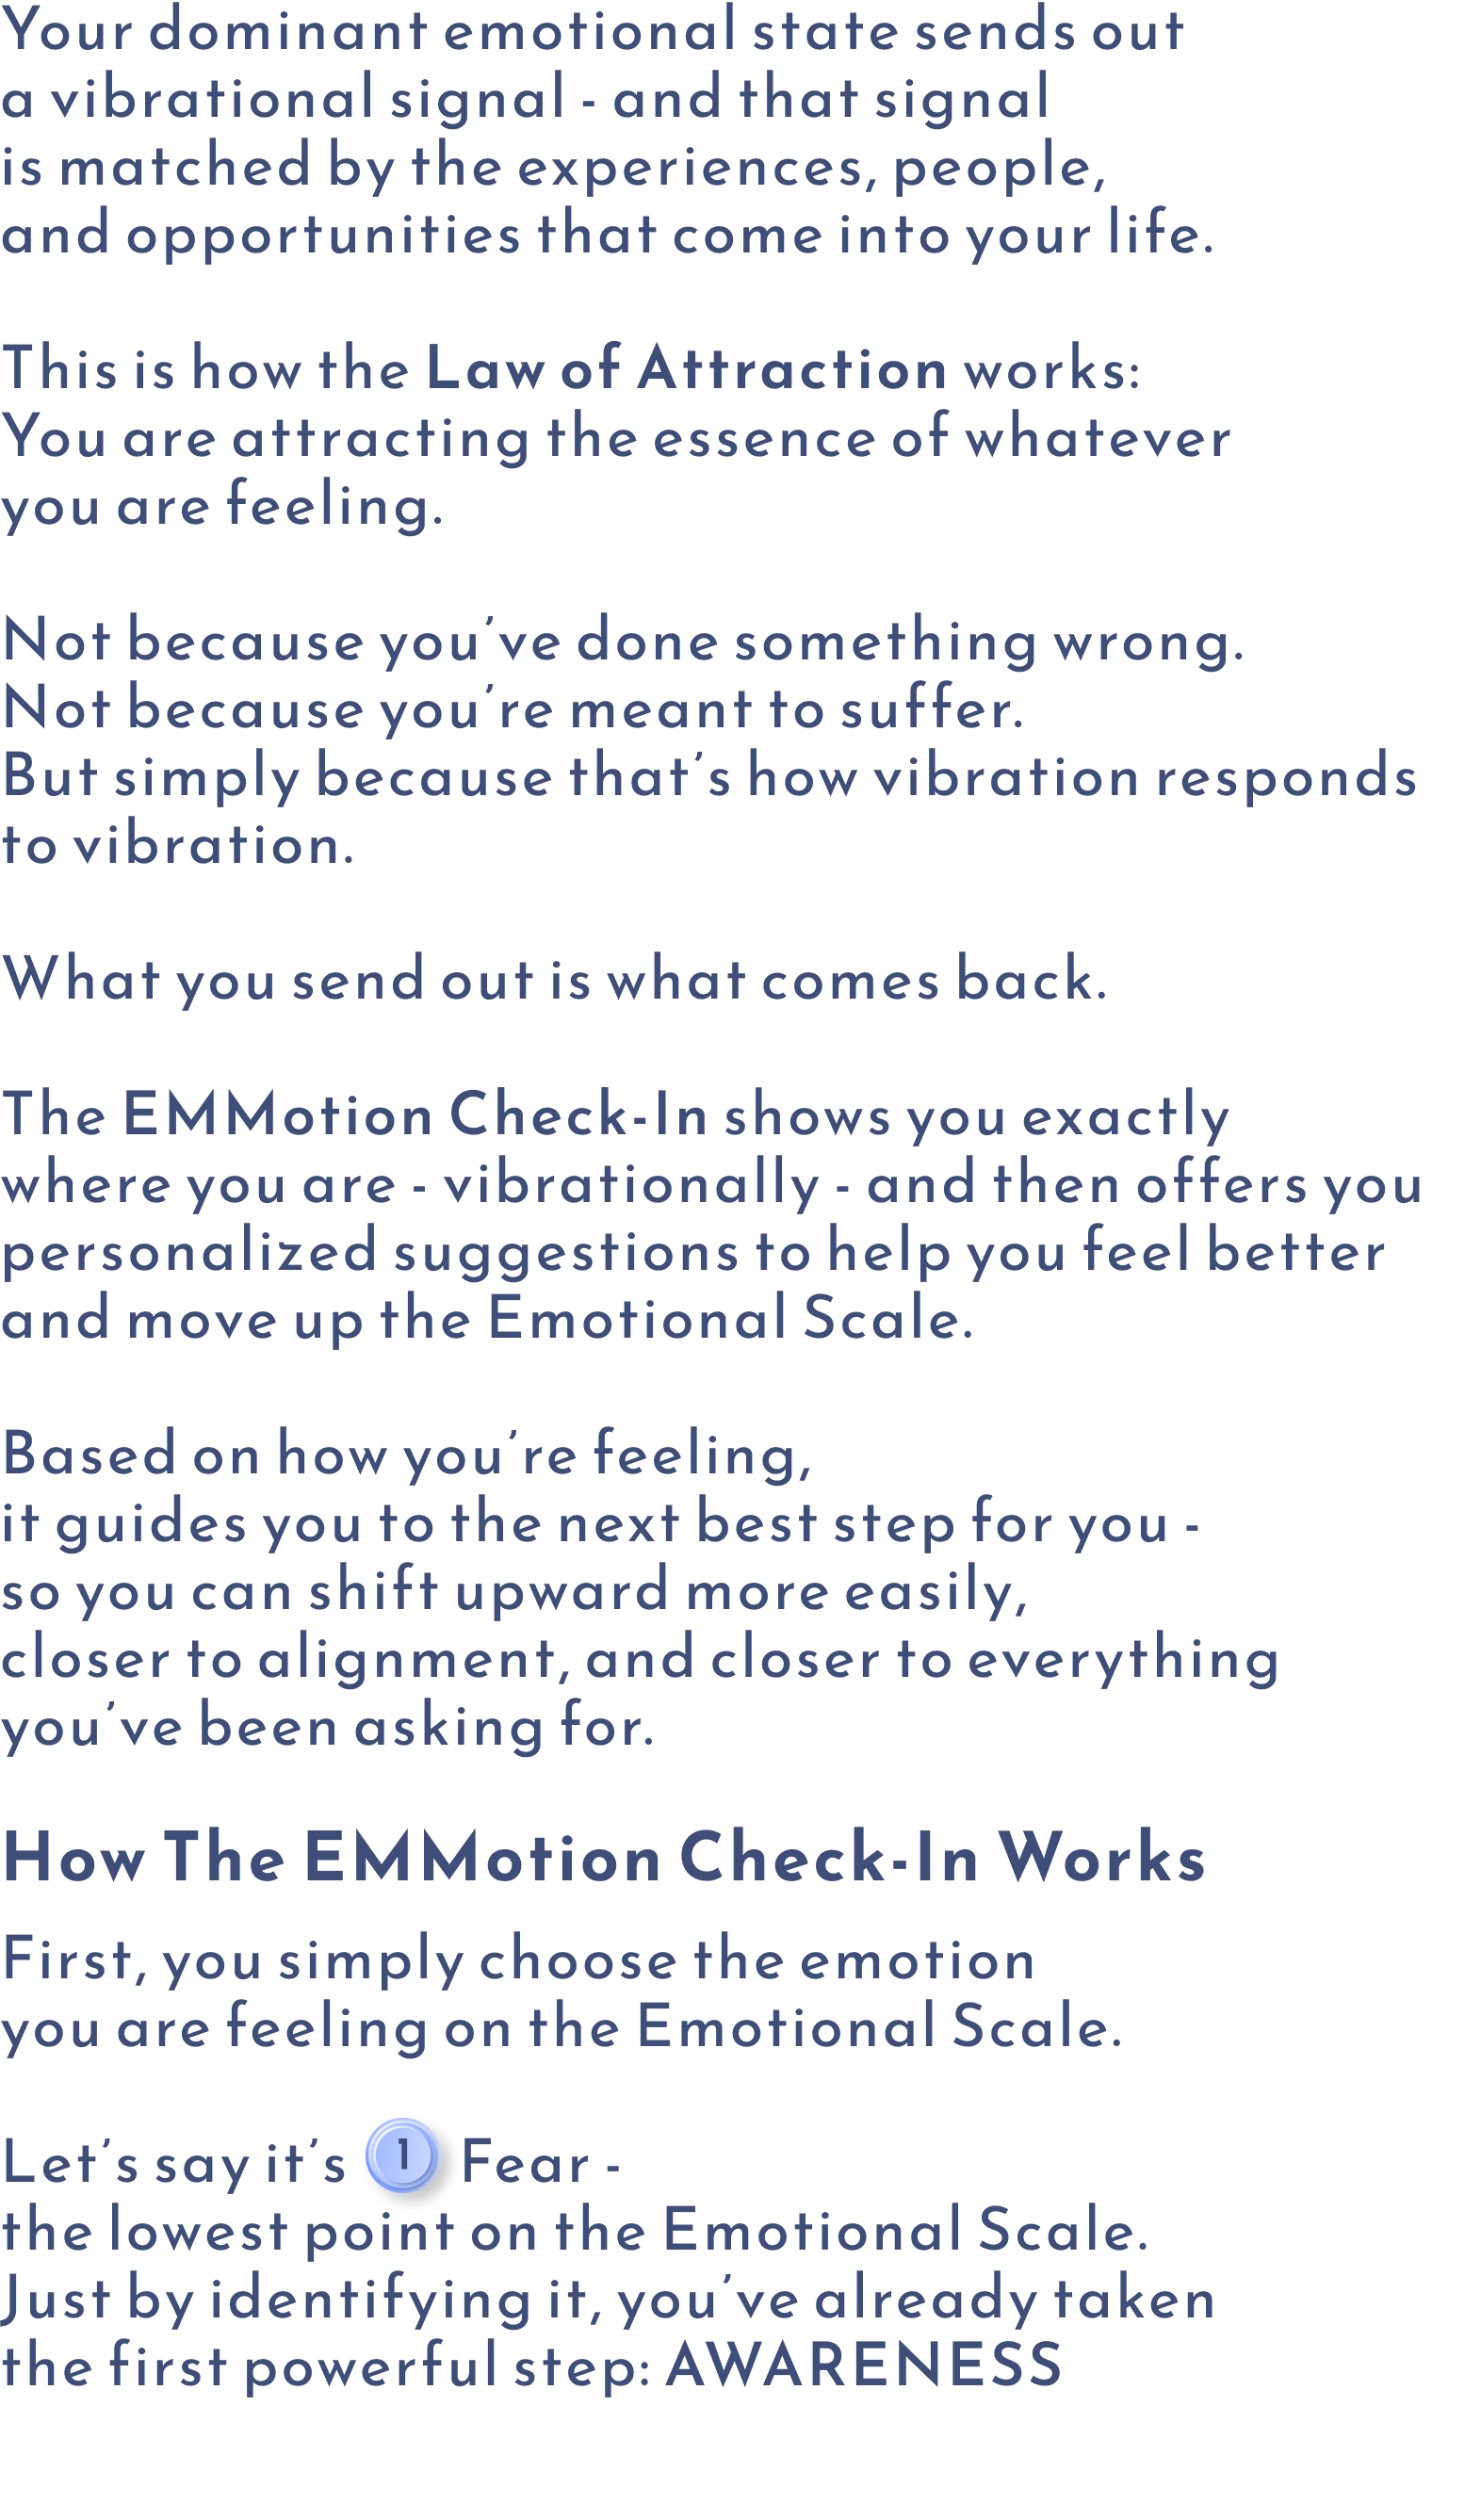 Your dominant emotional state sends out
a vibrational signal - and that signal
is matched by the experiences, people,
and opportunities that come into your life.
This is how the Law of Attraction works:
You are attracting the essence of whatever
you are feeling.
Not because you’ve done something wrong.
Not because you’re meant to suffer.
But simply because that’s how vibration responds
to vibration.
What you send out is what comes back.
The EMMotion Check-In shows you exactly
where you are - vibrationally - and then offers you
personalized suggestions to help you feel better
and move up the Emotional Scale.
Based on how you’re feeling,
it guides you to the next best step for you -
so you can shift upward more easily,
closer to alignment, and closer to everything
you’ve been asking for.
How The EMMotion Check-In Works
First, you simply choose the emotion
you are feeling on the Emotional Scale.
Let’s say it’s 1 Fear -
the lowest point on the Emotional Scale.
Just by identifying it, you’ve already taken
the first powerful step: AWARENESS